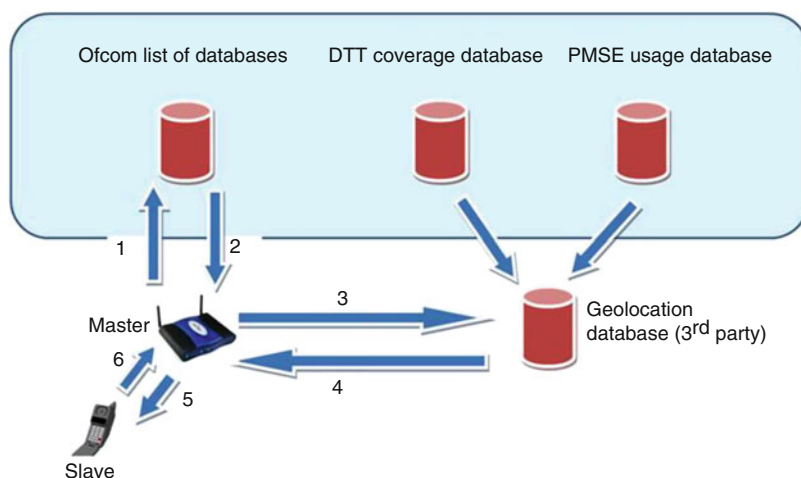 Ofcom list of databases
DTT coverage database
PMSE usage database
1
2
3
Geolocation
database (3rd party)
Master
4
6
5
Slave